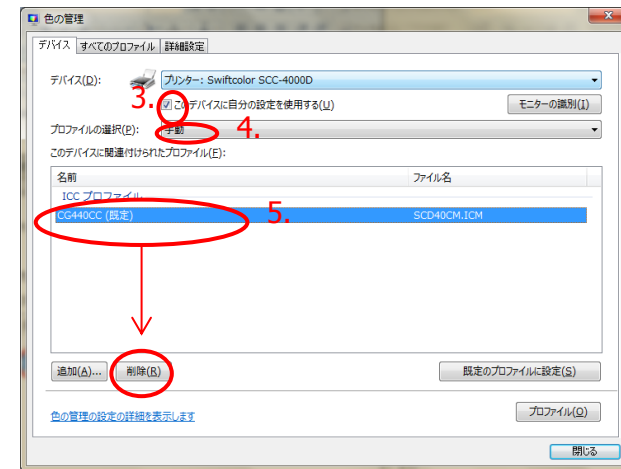 色の管理
デバイス すべてのプロファイル 詳細設定
デバイス(D): プリンター: Swiftcolor SCC-4000D
3. このデバイスに自分の設定を使用する(U) モニターの識別(I)
プロファイルの選択(P): 手動 4.
このデバイスに関連付けられたプロファイル(E):
名前 ファイル名
ICC プロファイル
CG440CC (既定) 5. SCD40CM.ICM
追加(A)... 削除(R) 既定のプロファイルに設定(S)
色の管理の設定の詳細を表示します プロファイル(O)
閉じる